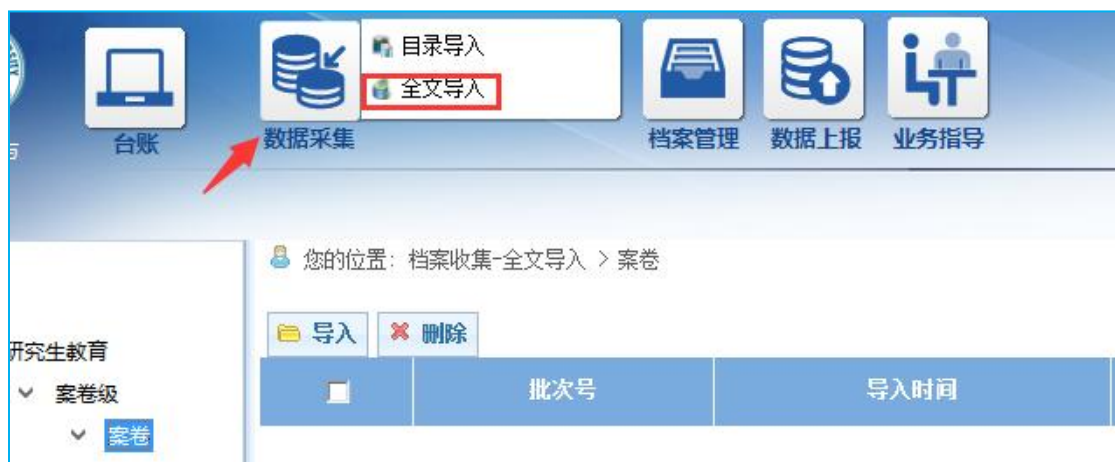 目录导入
全文导入
台账
数据采集
档案管理
数据上报
业务指导
您的位置：档案收集-全文导入 > 案卷
导入
删除
研究生教育
案卷级
案卷
批次号
导入时间